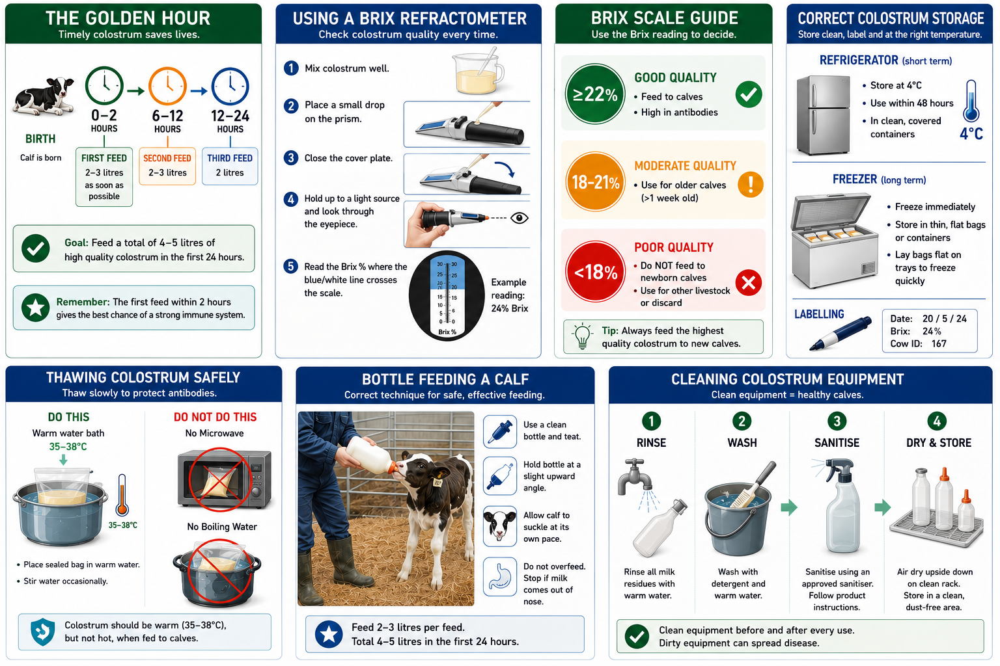 THE GOLDEN HOUR
Timely colostrum saves lives.
BIRTH
Calf is born
0–2
HOURS
FIRST FEED
2–3 litres
as soon as
possible
6–12
HOURS
SECOND FEED
2–3 litres
12–24
HOURS
THIRD FEED
2 litres
Goal: Feed a total of 4–5 litres of
high quality colostrum in the first 24 hours.
Remember: The first feed within 2 hours
gives the best chance of a strong immune system.
USING A BRIX REFRACTOMETER
Check colostrum quality every time.
1 Mix colostrum well.
2 Place a small drop
on the prism.
3 Close the cover plate.
4 Hold up to a light source
and look through
the eyepiece.
5 Read the Brix % where the
blue/white line crosses
the scale.
30 30
15 15
10 10
5 5
0 0
Brix %
Example
reading:
24% Brix
BRIX SCALE GUIDE
Use the Brix reading to decide.
≥22%
GOOD QUALITY
• Feed to calves
• High in antibodies
18–21%
MODERATE QUALITY
• Use for older calves
(>1 week old)
!
<18%
POOR QUALITY
• Do NOT feed to
newborn calves
• Use for other livestock
or discard
Tip: Always feed the highest
quality colostrum to new calves.
CORRECT COLOSTRUM STORAGE
Store clean, label and at the right temperature.
REFRIGERATOR (short term)
• Store at 4°C
• Use within 48 hours
• In clean, covered
containers
4°C
FREEZER (long term)
• Freeze immediately
• Store in thin, flat bags
or containers
• Lay bags flat on
trays to freeze
quickly
LABELLING
Date: 20 / 5 / 24
Brix: 24%
Cow ID: 167
THAWING COLOSTRUM SAFELY
Thaw slowly to protect antibodies.
DO THIS
Warm water bath
35–38°C
35–38°C
• Place sealed bag in warm water.
• Stir water occasionally.
DO NOT DO THIS
No Microwave
No Boiling Water
Colostrum should be warm (35–38°C),
but not hot, when fed to calves.
BOTTLE FEEDING A CALF
Correct technique for safe, effective feeding.
Use a clean
bottle and teat.
Hold bottle at a
slight upward
angle.
Allow calf to
suckle at its
own pace.
Do not overfeed.
Stop if milk
comes out of
nose.
Feed 2–3 litres per feed.
Total 4–5 litres in the first 24 hours.
CLEANING COLOSTRUM EQUIPMENT
Clean equipment = healthy calves.
1
RINSE
Rinse all milk
residues with
warm water.
2
WASH
Wash with
detergent and
warm water.
3
SANITISE
Sanitise using an
approved sanitiser.
Follow product
instructions.
4
DRY & STORE
Air dry upside down
on clean rack.
Store in a clean,
dust-free area.
Clean equipment before and after every use.
Dirty equipment can spread disease.